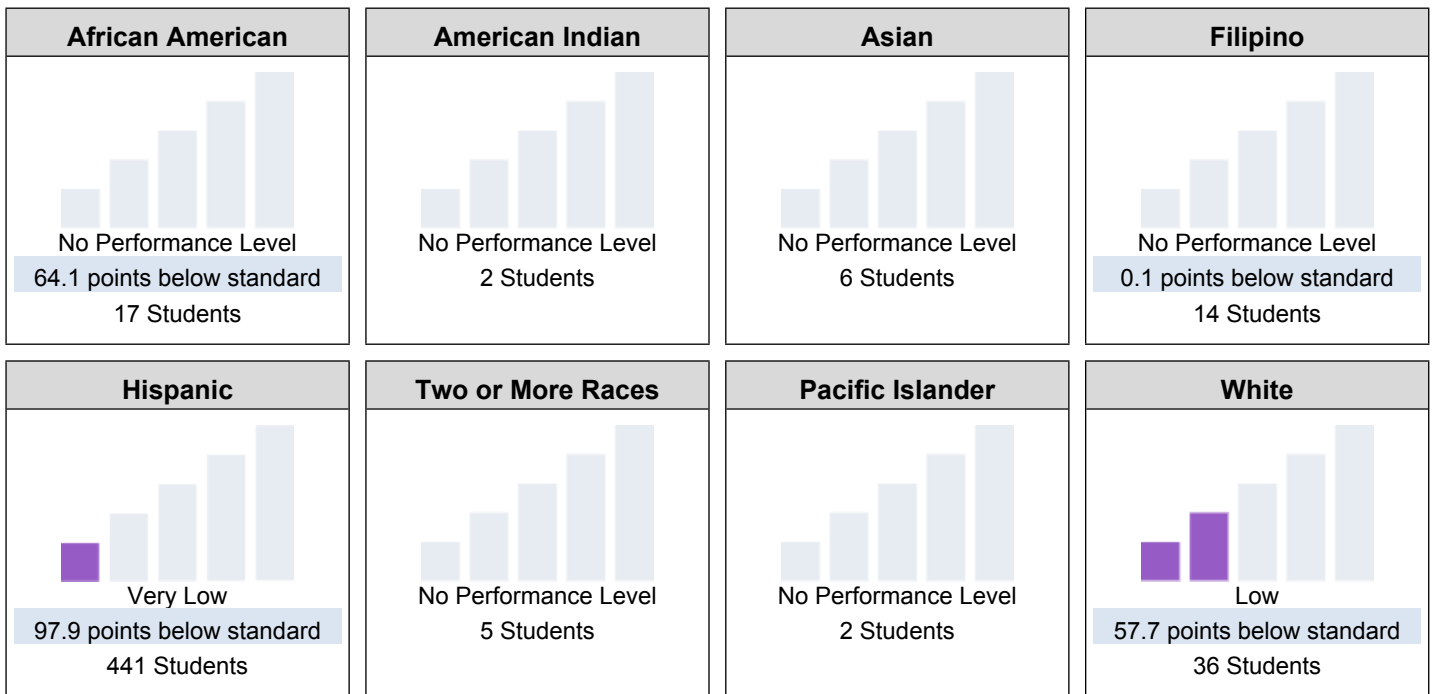 African American
No Performance Level
64.1 points below standard
17 Students
American Indian
No Performance Level
2 Students
Asian
No Performance Level
6 Students
Filipino
No Performance Level
0.1 points below standard
14 Students
Hispanic
Very Low
97.9 points below standard
441 Students
Two or More Races
No Performance Level
5 Students
Pacific Islander
No Performance Level
2 Students
White
Low
57.7 points below standard
36 Students